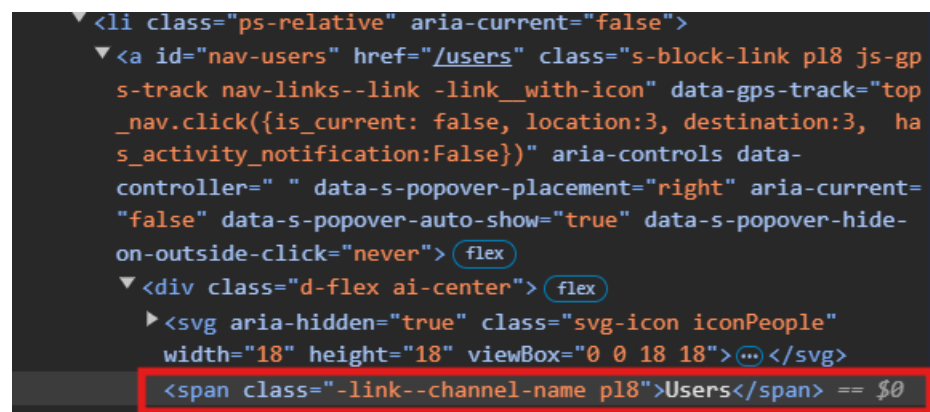 <li class="ps-relative" aria-current="false">
<a id="nav-users" href="/users" class="s-block-link pl8 js-gp
s-track nav-links--link -link__with-icon" data-gps-track="top
_nav.click({is_current: false, location:3, destination:3,  ha
s_activity_notification:False})" aria-controls data-
controller=" " data-s-popover-placement="right" aria-current=
"false" data-s-popover-auto-show="true" data-s-popover-hide-
on-outside-click="never"> flex
<div class="d-flex ai-center"> flex
<svg aria-hidden="true" class="svg-icon iconPeople"
width="18" height="18" viewBox="0 0 18 18">…</svg>
<span class="-link--channel-name pl8">Users</span> == $0